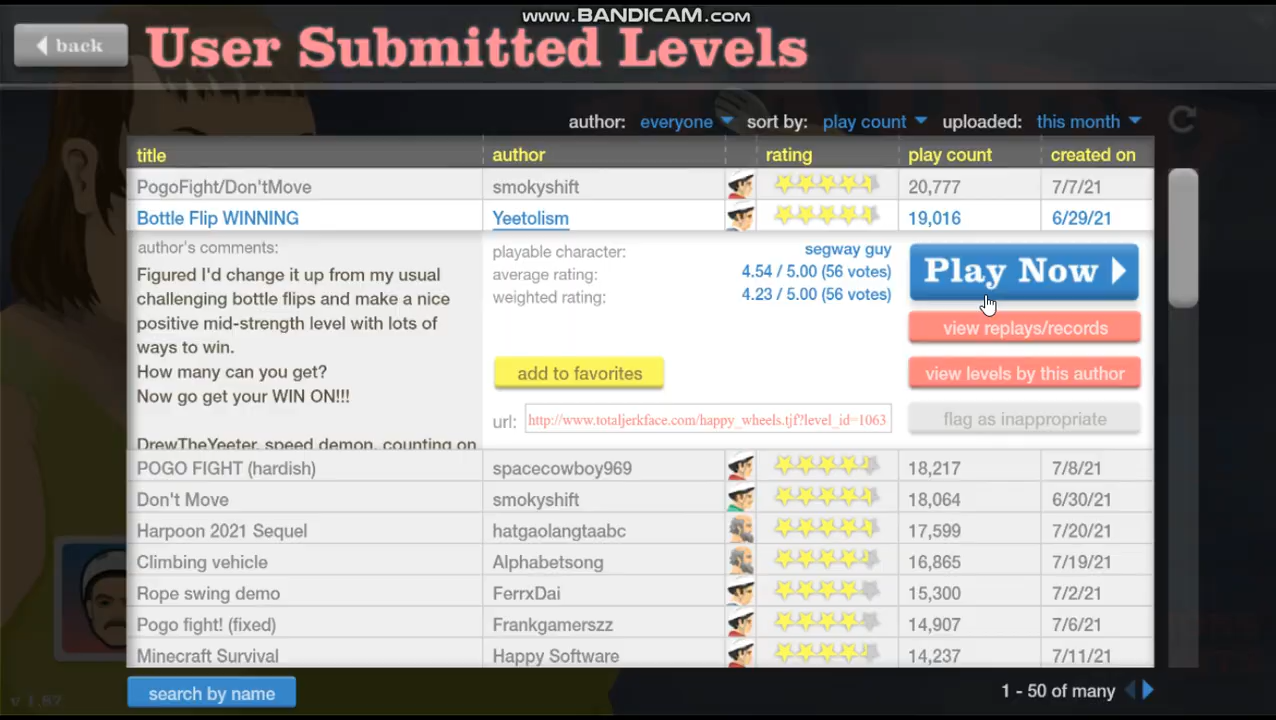 www.BANDICAM.com
back
User Submitted Levels
author: everyone sort by: play count uploaded: this month
title author rating play count created on
PogoFight/Don'tMove smokyshift 20,777 7/7/21
Bottle Flip WINNING Yeetolism 19,016 6/29/21
author's comments:
Figured I'd change it up from my usual
challenging bottle flips and make a nice
positive mid-strength level with lots of
ways to win.
How many can you get?
Now go get your WIN ON!!!
DrewTheYeeter, speed demon, counting on
playable character: segway guy
average rating: 4.54 / 5.00 (56 votes)
weighted rating: 4.23 / 5.00 (56 votes)
add to favorites
url: http://www.totaljerkface.com/happy_wheels.tjf?level_id=1063
Play Now
view replays/records
view levels by this author
flag as inappropriate
POGO FIGHT (hardish) spacecowboy969 18,217 7/8/21
Don't Move smokyshift 18,064 6/30/21
Harpoon 2021 Sequel hatgaolangtaabc 17,599 7/20/21
Climbing vehicle Alphabetsong 16,865 7/19/21
Rope swing demo FerrxDai 15,300 7/2/21
Pogo fight! (fixed) Frankgamerszz 14,907 7/6/21
Minecraft Survival Happy Software 14,237 7/11/21
search by name
1 - 50 of many
v 1.87